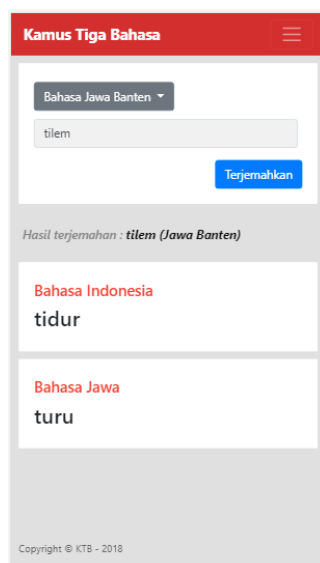 Kamus Tiga Bahasa
Bahasa Jawa Banten
tilem
Terjemahkan
Hasil terjemahan : tilem (Jawa Banten)
Bahasa Indonesia
tidur
Bahasa Jawa
turu
Copyright © KTB - 2018